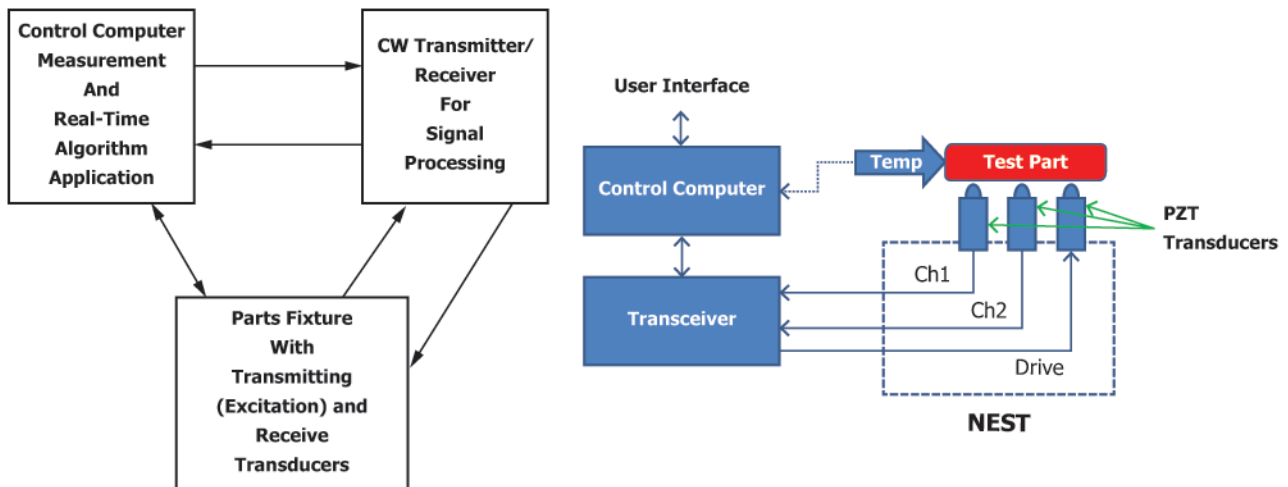 Control Computer
Measurement
And
Real-Time
Algorithm
Application
CW Transmitter/
Receiver
For
Signal
Processing
Parts Fixture
With
Transmitting
(Excitation) and
Receive
Transducers
User Interface
Control Computer
Temp
Test Part
PZT
Transducers
Transceiver
Ch1
Ch2
Drive
NEST